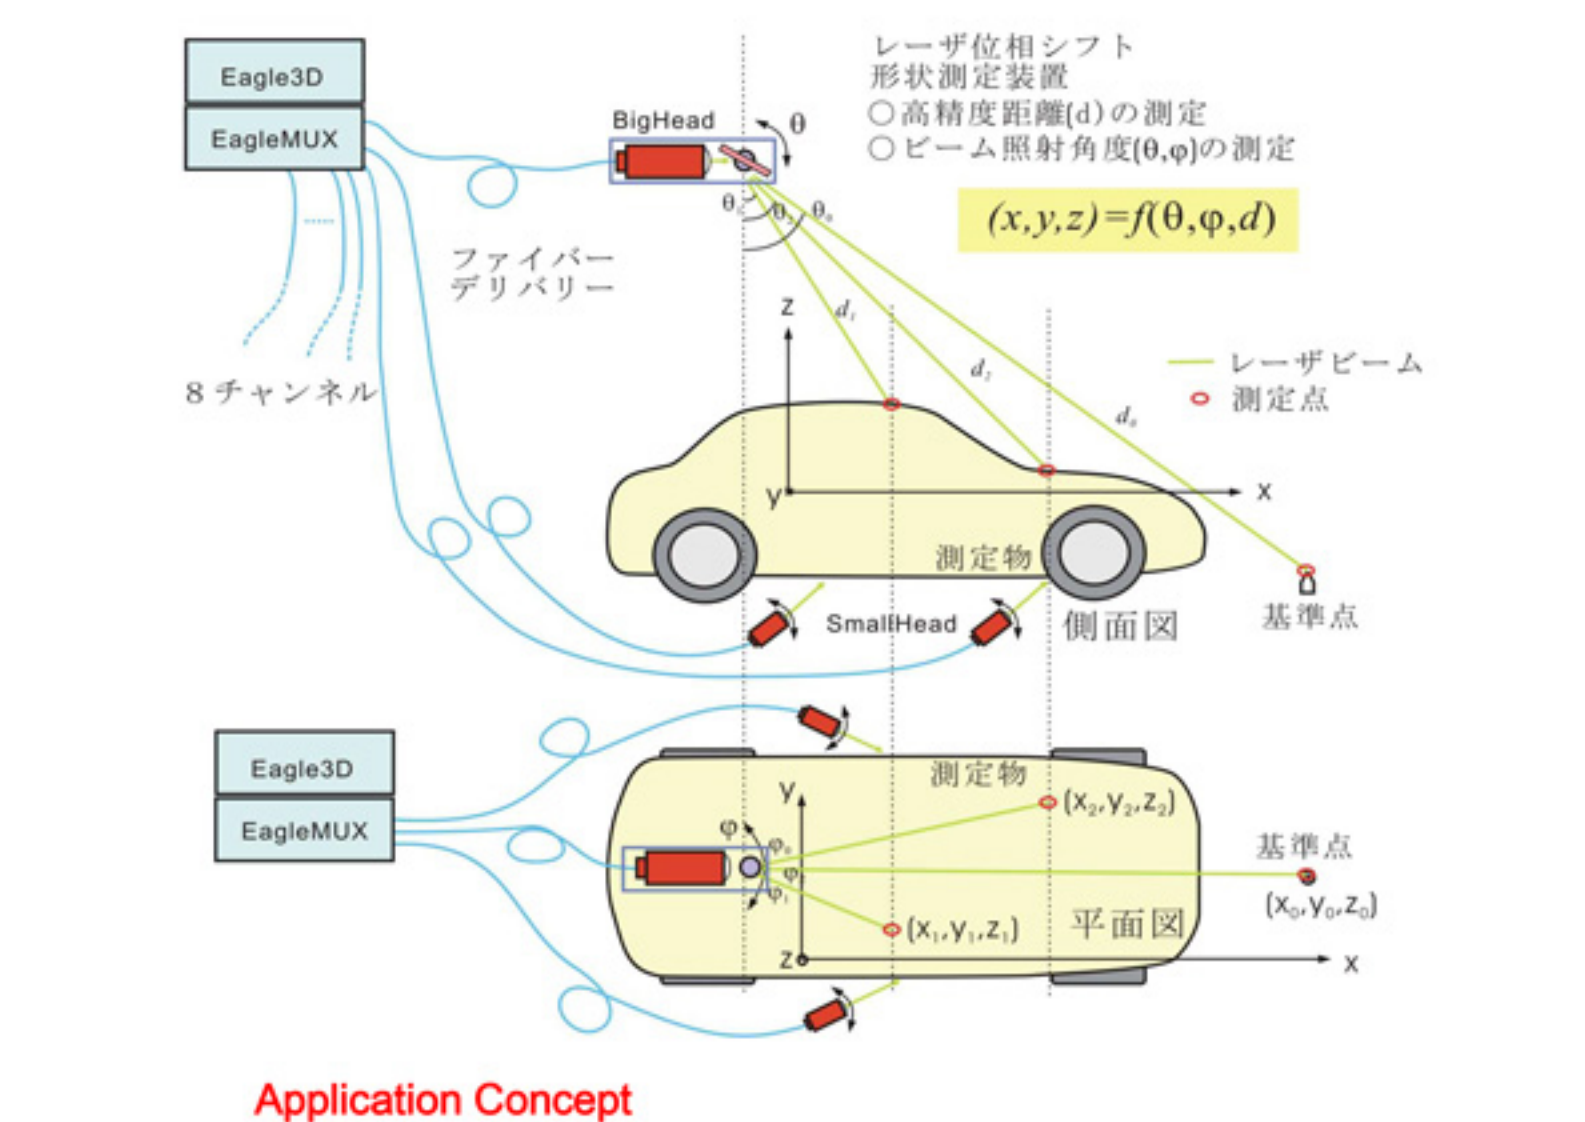 Eagle3D
EagleMUX
BigHead
θ
レーザ位相シフト
形状測定装置
○高精度距離(d)の測定
○ビーム照射角度(θ,φ)の測定
(x,y,z)=f(θ,φ,d)
θ₁
θ₂
θ₀
ファイバー
デリバリー
8チャンネル
z
d₁
d₂
d₀
レーザビーム
測定点
y
x
測定物
SmallHead
側面図
基準点
Eagle3D
EagleMUX
測定物
y
(x₂,y₂,z₂)
φ
φ₀
φ
φ₁
基準点
(x₀,y₀,z₀)
(x₁,y₁,z₁)
平面図
z
x
Application Concept